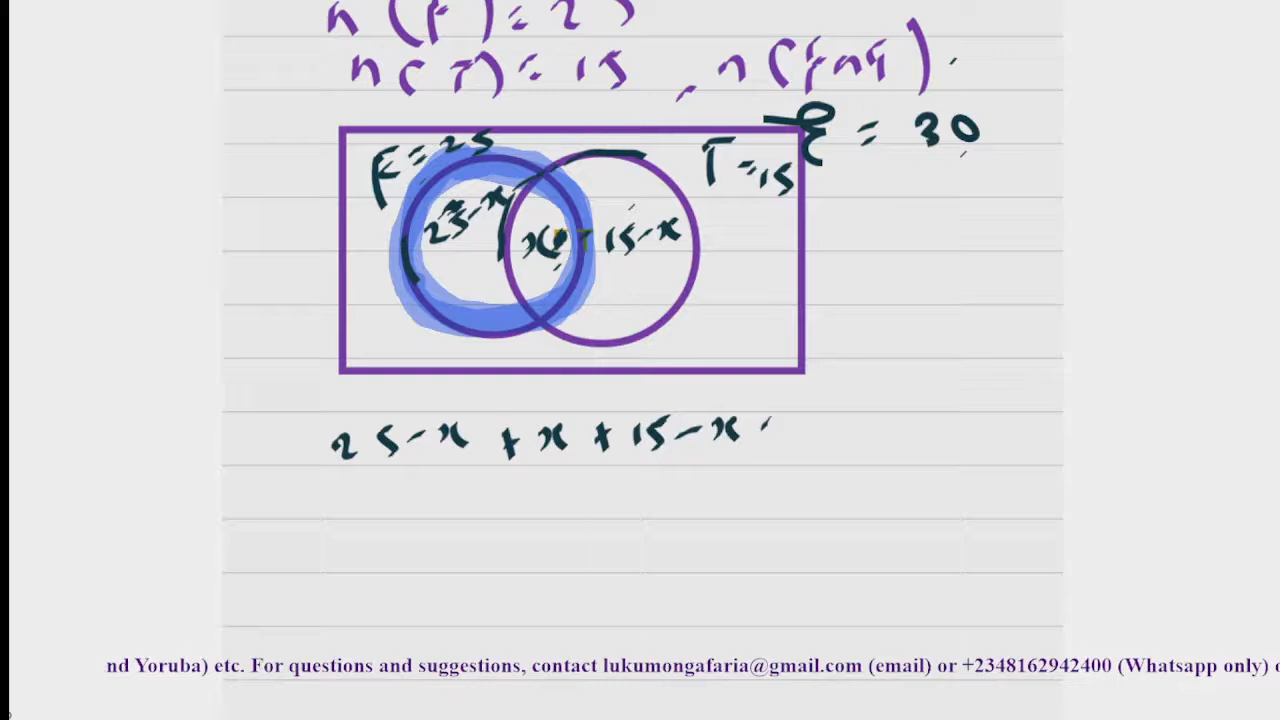 n(F) = 25
n(T) = 15, n(FnT)
ξ = 30
F = 25
T = 15
25-x
x
15-x
25-x + x + 15-x
nd Yoruba) etc. For questions and suggestions, contact lukumongafaria@gmail.com (email) or +2348162942400 (Whatsapp only) o